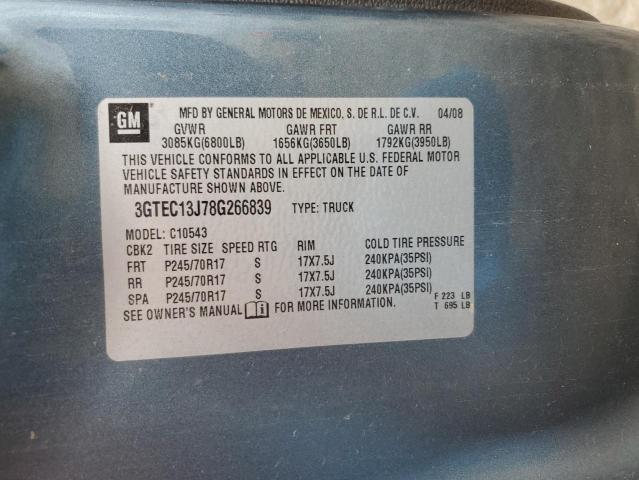 GM
MFD BY GENERAL MOTORS DE MEXICO, S. DE R.L. DE C.V. 04/08
GVWR GAWR FRT GAWR RR
3085KG(6800LB) 1656KG(3650LB) 1792KG(3950LB)
THIS VEHICLE CONFORMS TO ALL APPLICABLE U.S. FEDERAL MOTOR
VEHICLE SAFETY STANDARDS IN EFFECT ON THE DATE OF
MANUFACTURE SHOWN ABOVE.
3GTEC13J78G266839 TYPE: TRUCK
MODEL: C10543
CBK2 TIRE SIZE SPEED RTG RIM COLD TIRE PRESSURE
FRT P245/70R17 S 17X7.5J 240KPA(35PSI)
RR P245/70R17 S 17X7.5J 240KPA(35PSI)
SPA P245/70R17 S 17X7.5J 240KPA(35PSI)
SEE OWNER'S MANUAL i FOR MORE INFORMATION.
F 223 LB
T 695 LB